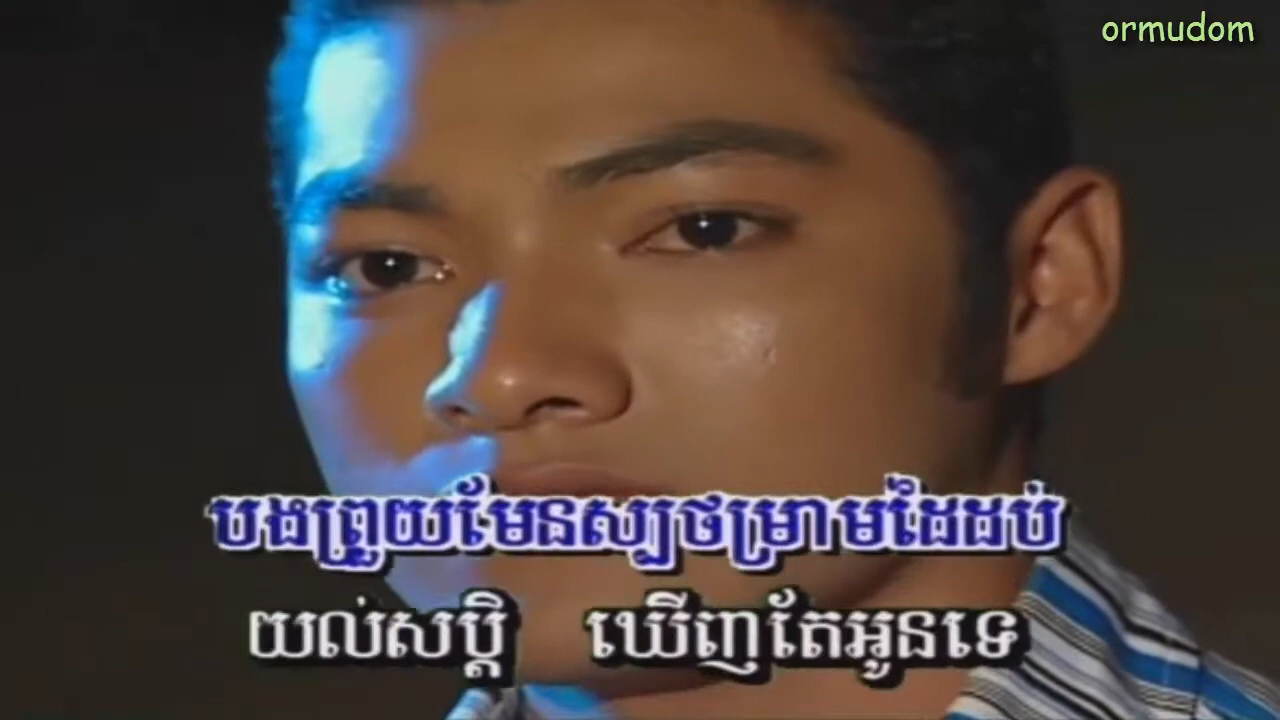 ormudom
បងព្រួយមែនស្បថម្រាមដៃដប់
យល់សប្តិ ឃើញតែអូនទេ